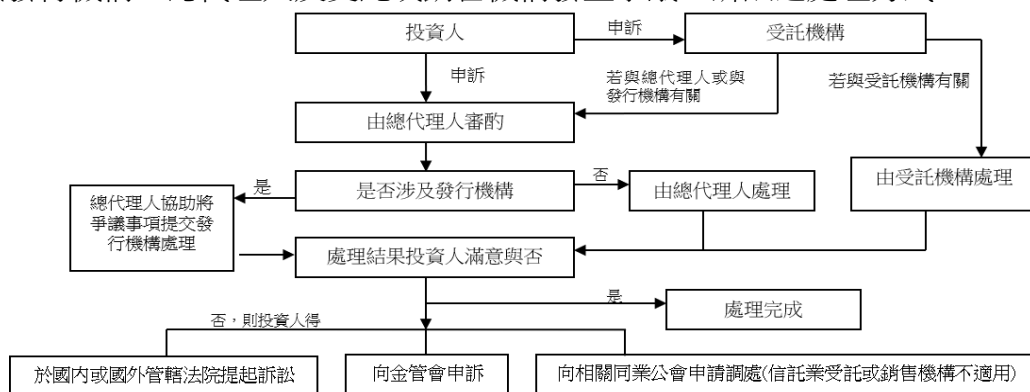 投資人
申訴
受託機構
申訴
若與總代理人或與
發行機構有關
若與受託機構有關
由總代理人審酌
是否涉及發行機構
是
否
由總代理人處理
由受託機構處理
總代理人協助將
爭議事項提交發
行機構處理
處理結果投資人滿意與否
是
處理完成
否，則投資人得
於國內或國外管轄法院提起訴訟
向金管會申訴
向相關同業公會申請調處(信託業受託或銷售機構不適用)